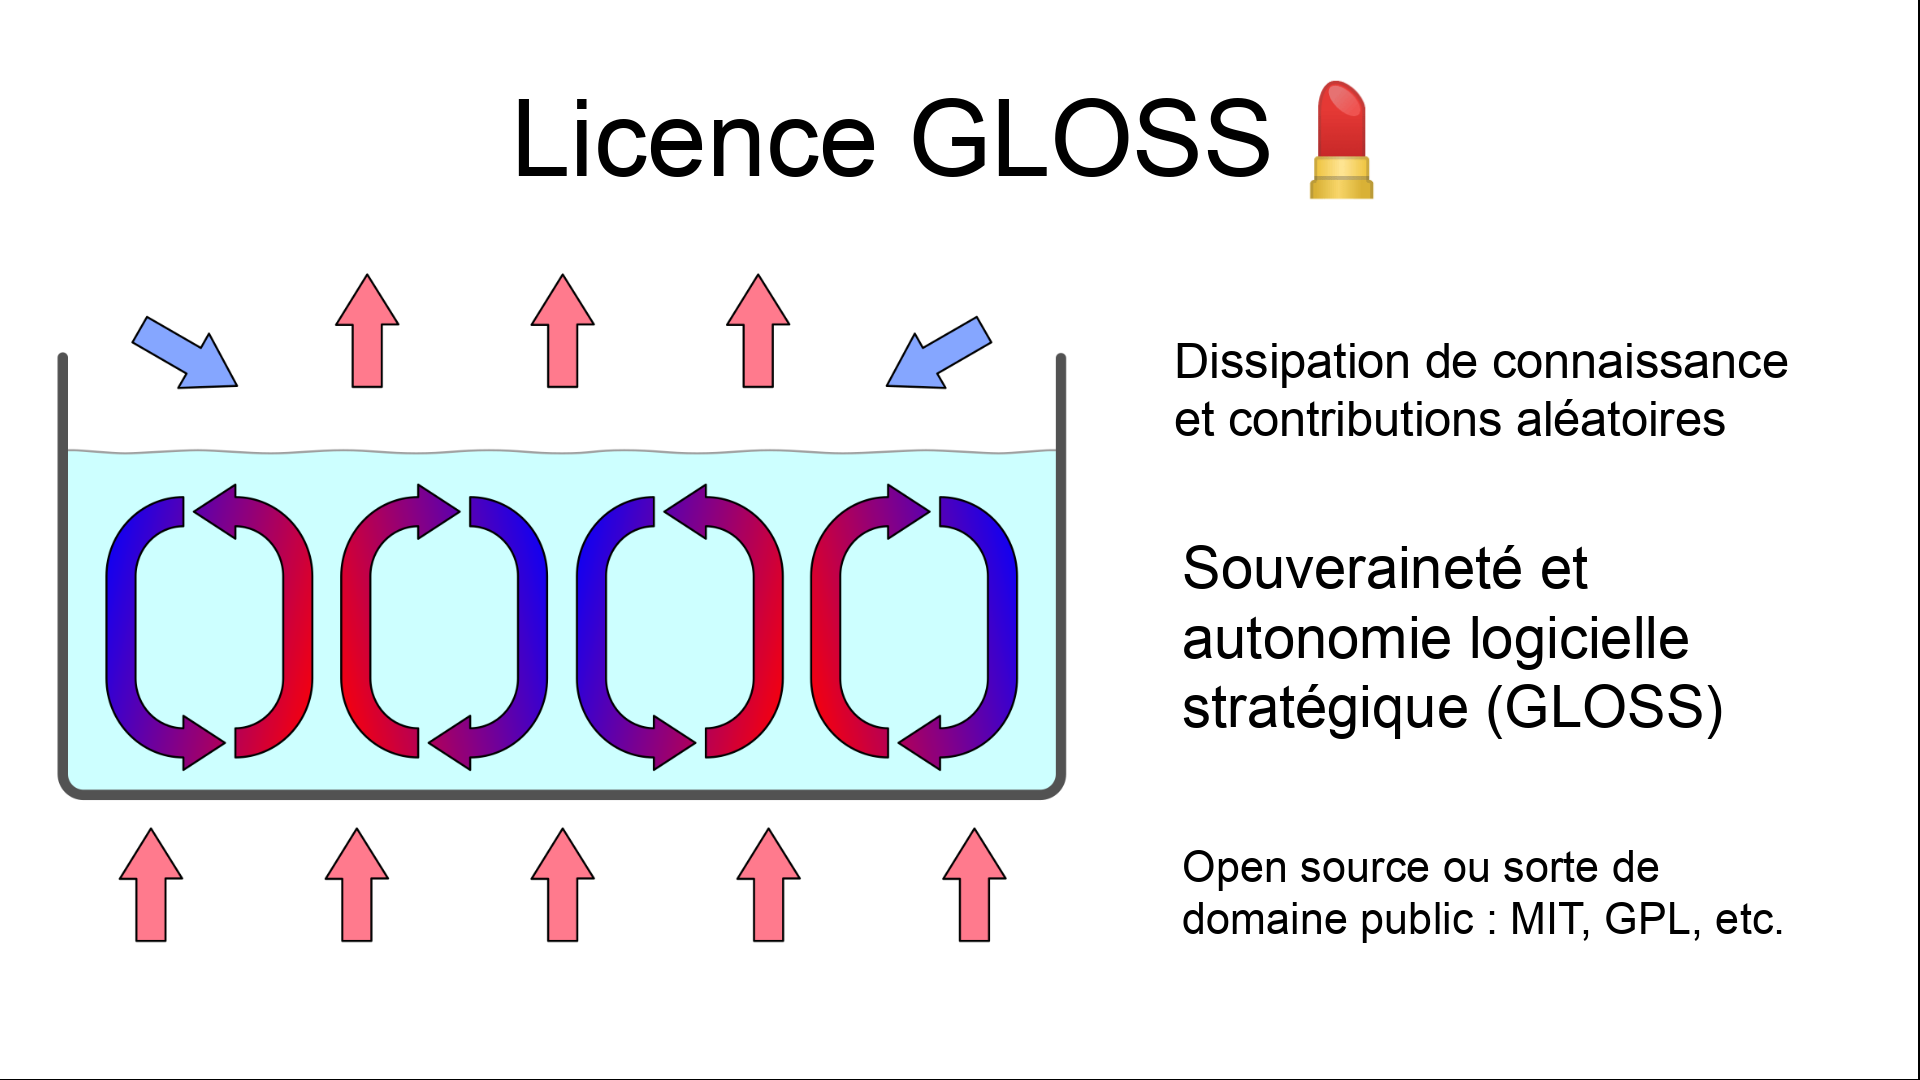 Licence GLOSS 💄
Dissipation de connaissance
et contributions aléatoires
Souveraineté et
autonomie logicielle
stratégique (GLOSS)
Open source ou sorte de
domaine public : MIT, GPL, etc.